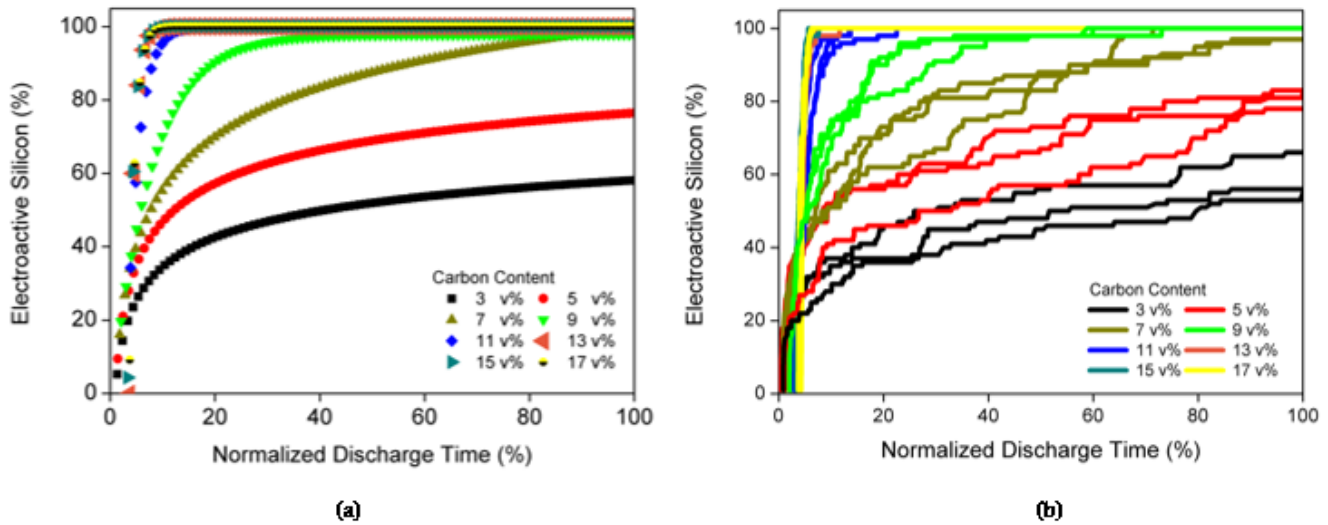 Electroactive Silicon (%)
100
80
60
40
20
0
Carbon Content
3 v% 5 v%
7 v% 9 v%
11 v% 13 v%
15 v% 17 v%
0 20 40 60 80 100
Normalized Discharge Time (%)
(a)
Electroactive Silicon (%)
100
80
60
40
20
0
Carbon Content
3 v% 5 v%
7 v% 9 v%
11 v% 13 v%
15 v% 17 v%
0 20 40 60 80 100
Normalized Discharge Time (%)
(b)